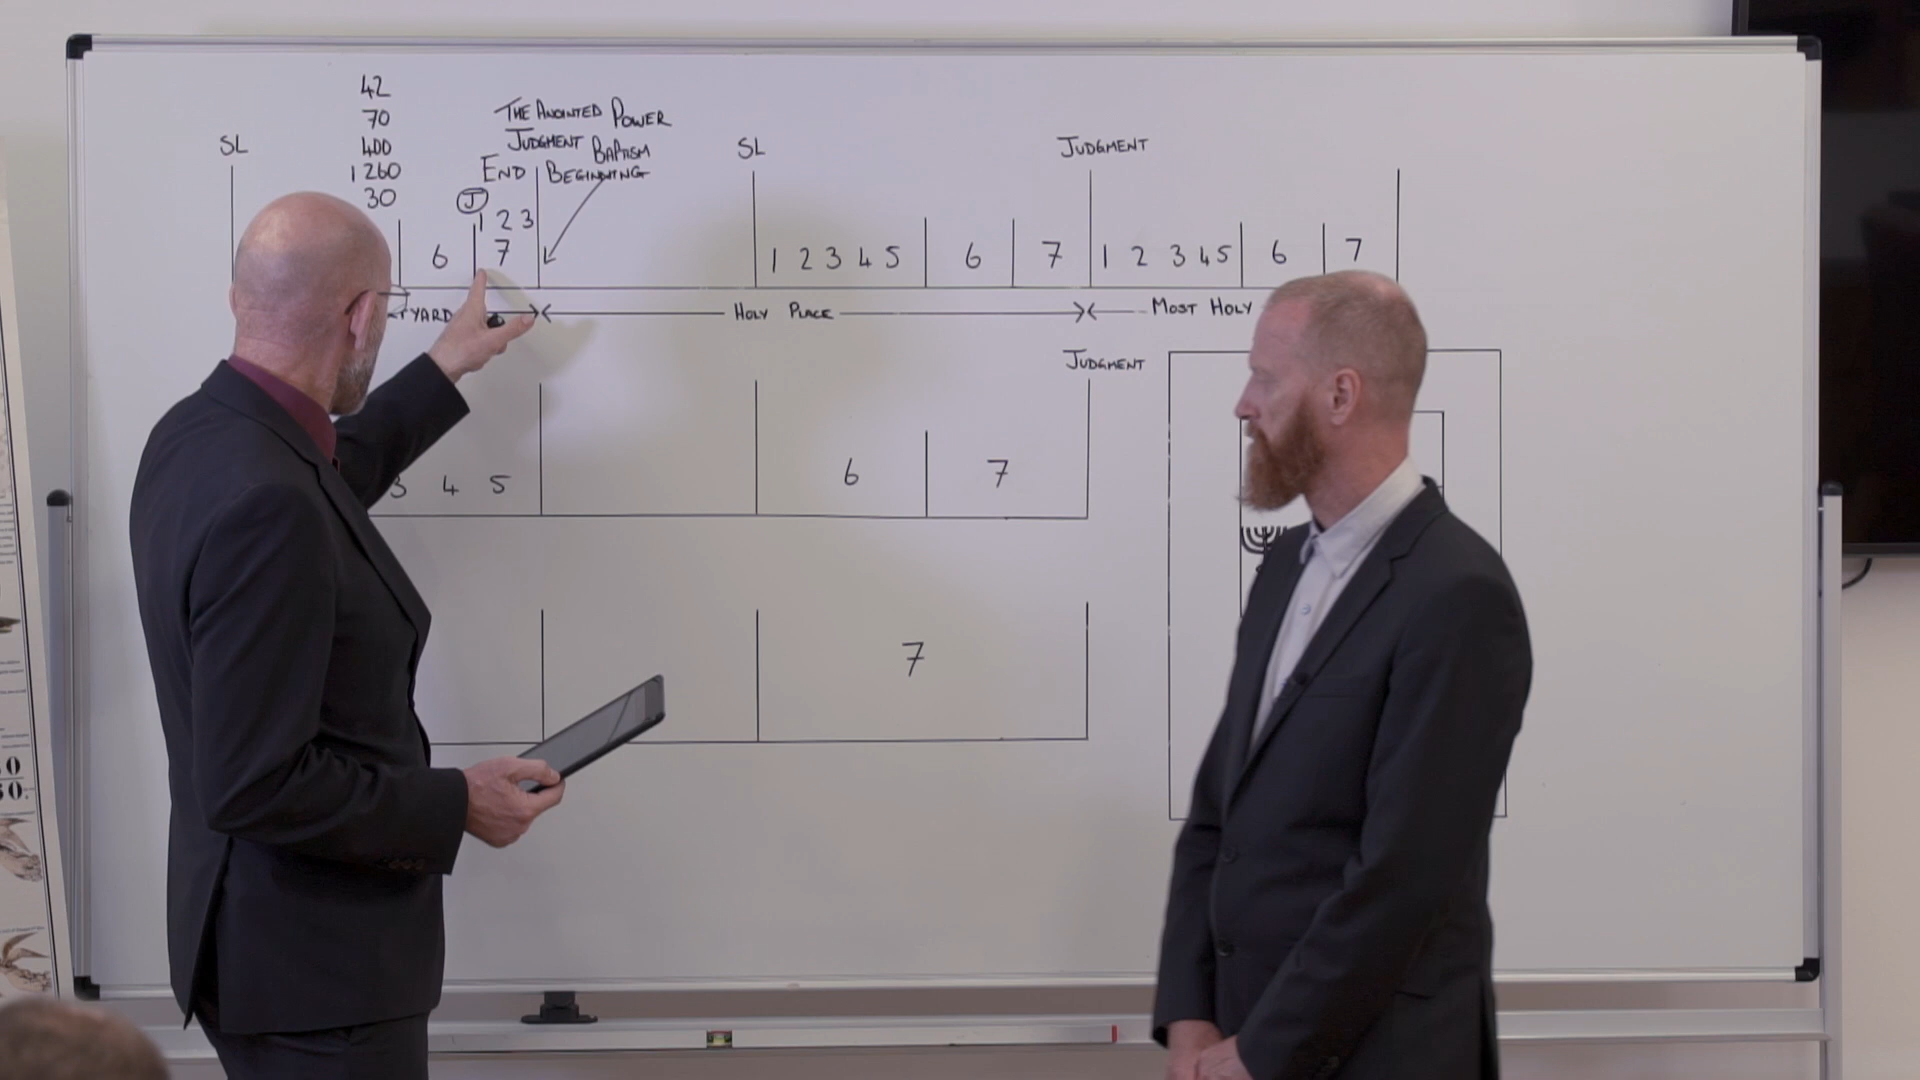 42
70
400
1260
30
THE ANOINTED POWER
JUDGMENT BAPTISM
END BEGINNING
SL
SL
JUDGMENT
J
1 2 3
6 7
1 2 3 4 5 6 7
1 2 3 4 5 6 7
TYARD
HOLY PLACE
MOST HOLY
JUDGMENT
3 4 5
6 7
7